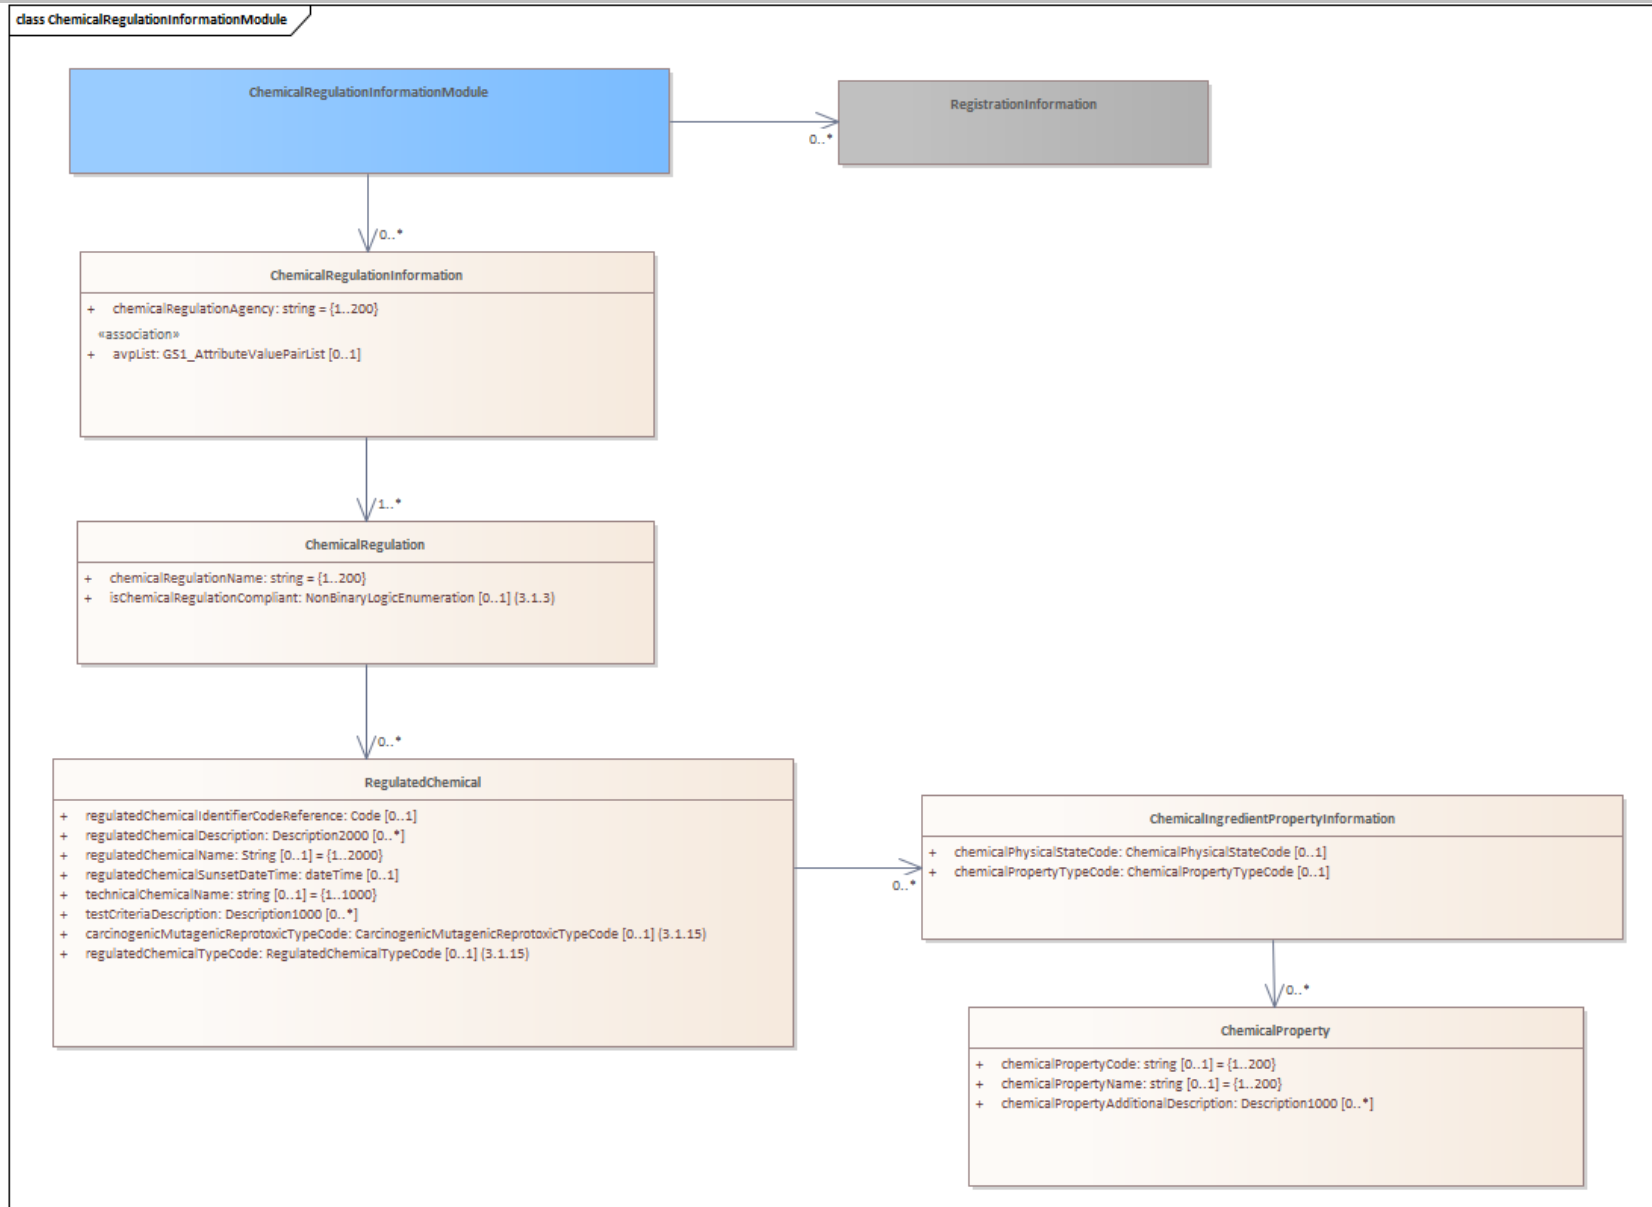 class ChemicalRegulationInformationModule
ChemicalRegulationInformationModule
RegistrationInformation
0..*
0..*
ChemicalRegulationInformation
+ chemicalRegulationAgency: string = {1..200}
«association»
+ avpList: GS1_AttributeValuePairList [0..1]
1..*
ChemicalRegulation
+ chemicalRegulationName: string = {1..200}
+ isChemicalRegulationCompliant: NonBinaryLogicEnumeration [0..1] (3.1.3)
0..*
RegulatedChemical
+ regulatedChemicalIdentifierCodeReference: Code [0..1]
+ regulatedChemicalDescription: Description2000 [0..*]
+ regulatedChemicalName: String [0..1] = {1..2000}
+ regulatedChemicalSunsetDateTime: dateTime [0..1]
+ technicalChemicalName: string [0..1] = {1..1000}
+ testCriteriaDescription: Description1000 [0..*]
+ carcinogenicMutagenicReprotoxicTypeCode: CarcinogenicMutagenicReprotoxicTypeCode [0..1] (3.1.15)
+ regulatedChemicalTypeCode: RegulatedChemicalTypeCode [0..1] (3.1.15)
0..*
ChemicalIngredientPropertyInformation
+ chemicalPhysicalStateCode: ChemicalPhysicalStateCode [0..1]
+ chemicalPropertyTypeCode: ChemicalPropertyTypeCode [0..1]
0..*
ChemicalProperty
+ chemicalPropertyCode: string [0..1] = {1..200}
+ chemicalPropertyName: string [0..1] = {1..200}
+ chemicalPropertyAdditionalDescription: Description1000 [0..*]